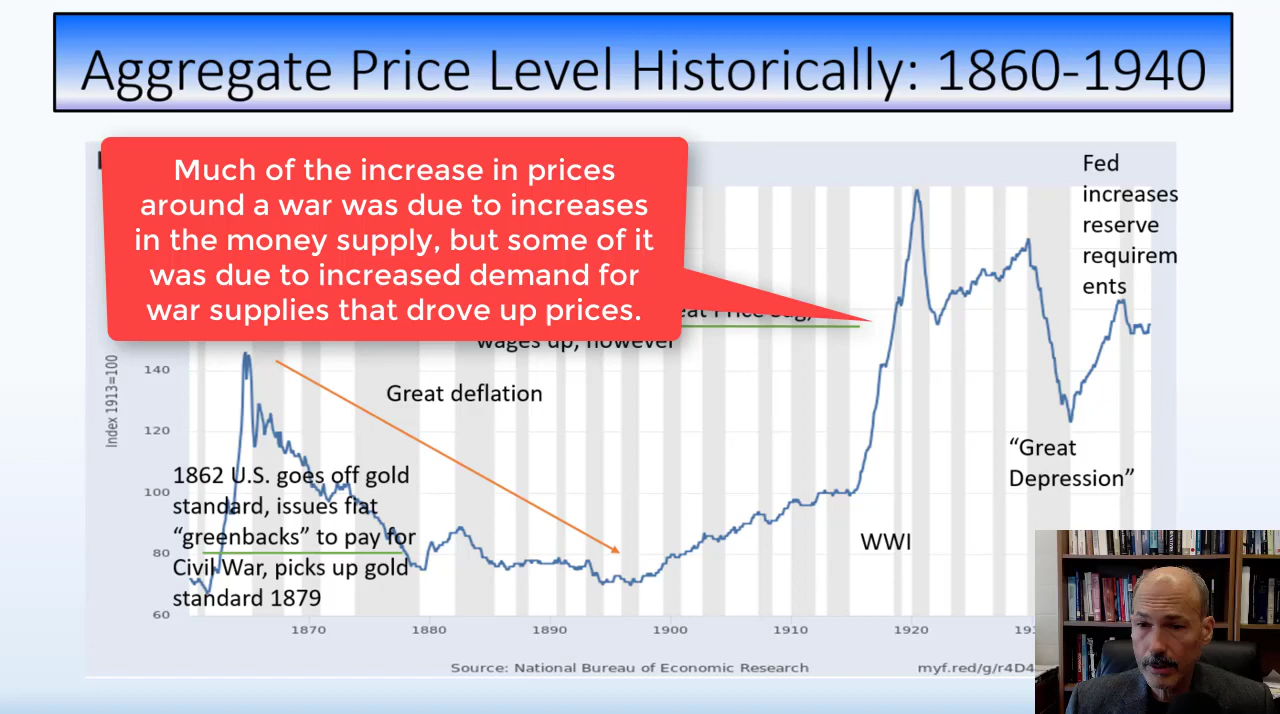 Aggregate Price Level Historically: 1860-1940
Much of the increase in prices
around a war was due to increases
in the money supply, but some of it
was due to increased demand for
war supplies that drove up prices.
Fed
increases
reserve
requirem
ents
wages up, however
Index 1913=100
140
120
100
80
60
Great deflation
1862 U.S. goes off gold
standard, issues fiat
“greenbacks” to pay for
Civil War, picks up gold
standard 1879
“Great
Depression”
WWI
1870
1880
1890
1900
1910
1920
Source: National Bureau of Economic Research
myf.red/g/r4D4